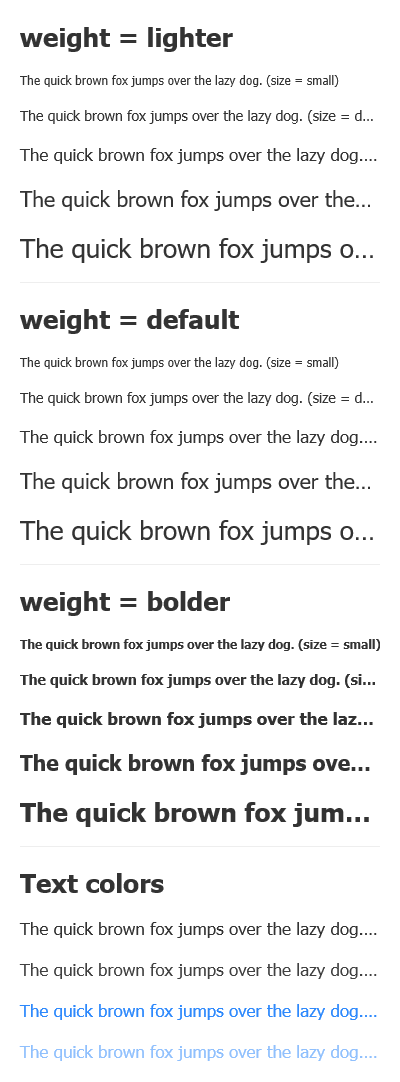 weight = lighter
The quick brown fox jumps over the lazy dog. (size = small)
The quick brown fox jumps over the lazy dog. (size = d...
The quick brown fox jumps over the lazy dog....
The quick brown fox jumps over the...
The quick brown fox jumps o...
weight = default
The quick brown fox jumps over the lazy dog. (size = small)
The quick brown fox jumps over the lazy dog. (size = d...
The quick brown fox jumps over the lazy dog....
The quick brown fox jumps over the...
The quick brown fox jumps o...
weight = bolder
The quick brown fox jumps over the lazy dog. (size = small)
The quick brown fox jumps over the lazy dog. (si...
The quick brown fox jumps over the laz...
The quick brown fox jumps ove...
The quick brown fox jum...
Text colors
The quick brown fox jumps over the lazy dog....
The quick brown fox jumps over the lazy dog....
The quick brown fox jumps over the lazy dog....
The quick brown fox jumps over the lazy dog....